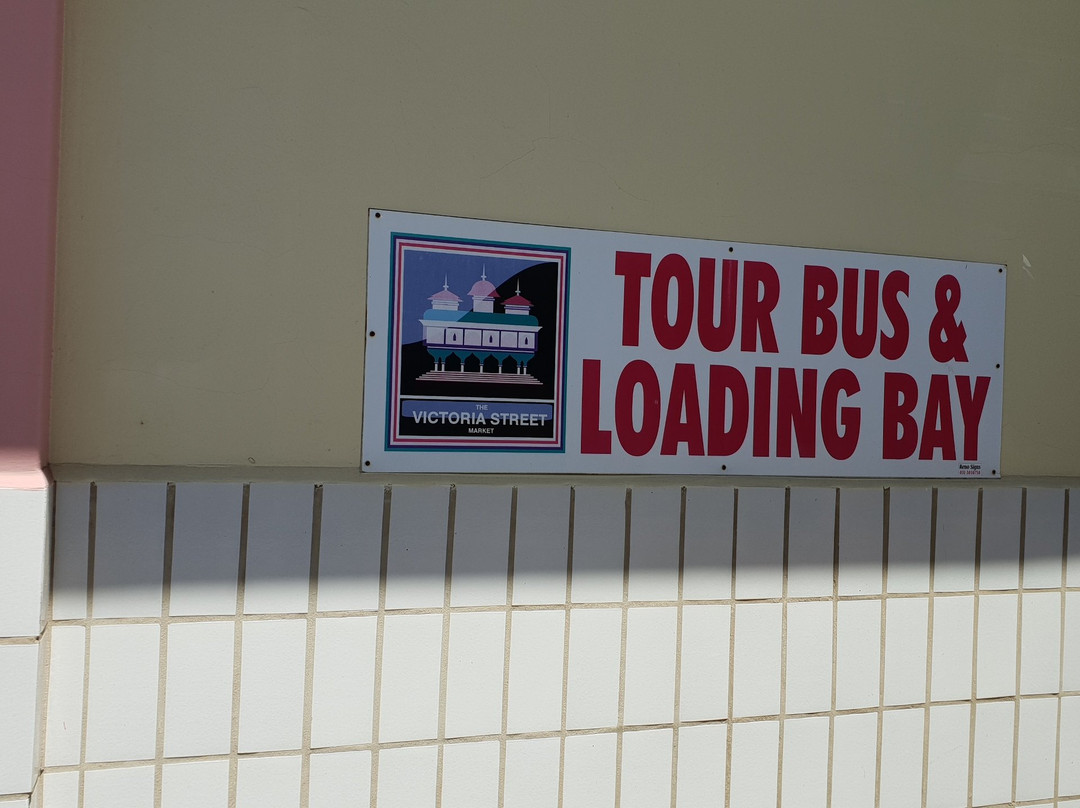 THE
VICTORIA STREET
MARKET
TOUR BUS &
LOADING BAY